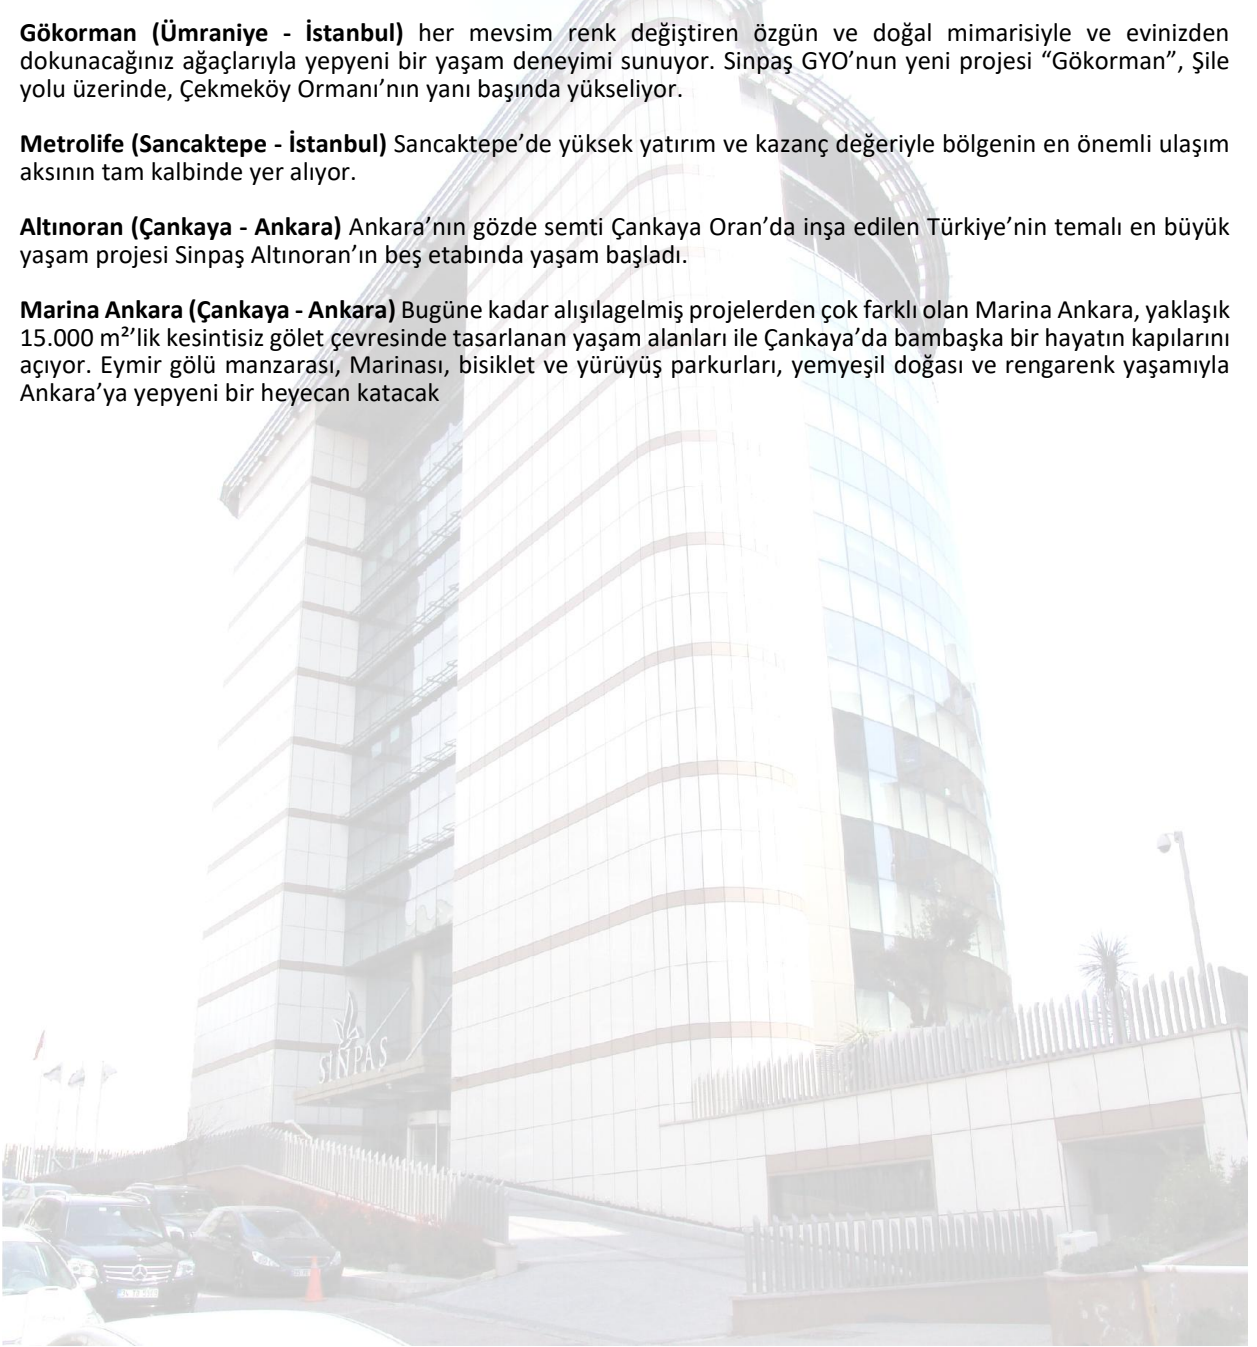 Gökorman (Ümraniye - İstanbul) her mevsim renk değiştiren özgün ve doğal mimarisiyle ve evinizden
dokunacağınız ağaçlarıyla yepyeni bir yaşam deneyimi sunuyor. Sinpaş GYO’nun yeni projesi “Gökorman”, Şile
yolu üzerinde, Çekmeköy Ormanı’nın yanı başında yükseliyor.
Metrolife (Sancaktepe - İstanbul) Sancaktepe’de yüksek yatırım ve kazanç değeriyle bölgenin en önemli ulaşım
aksının tam kalbinde yer alıyor.
Altınoran (Çankaya - Ankara) Ankara’nın gözde semti Çankaya Oran’da inşa edilen Türkiye’nin temalı en büyük
yaşam projesi Sinpaş Altınoran’ın beş etabında yaşam başladı.
Marina Ankara (Çankaya - Ankara) Bugüne kadar alışılagelmiş projelerden çok farklı olan Marina Ankara, yaklaşık
15.000 m²’lik kesintisiz gölet çevresinde tasarlanan yaşam alanları ile Çankaya’da bambaşka bir hayatın kapılarını
açıyor. Eymir gölü manzarası, Marinası, bisiklet ve yürüyüş parkurları, yemyeşil doğası ve rengarenk yaşamıyla
Ankara’ya yepyeni bir heyecan katacak
SİNPAŞ